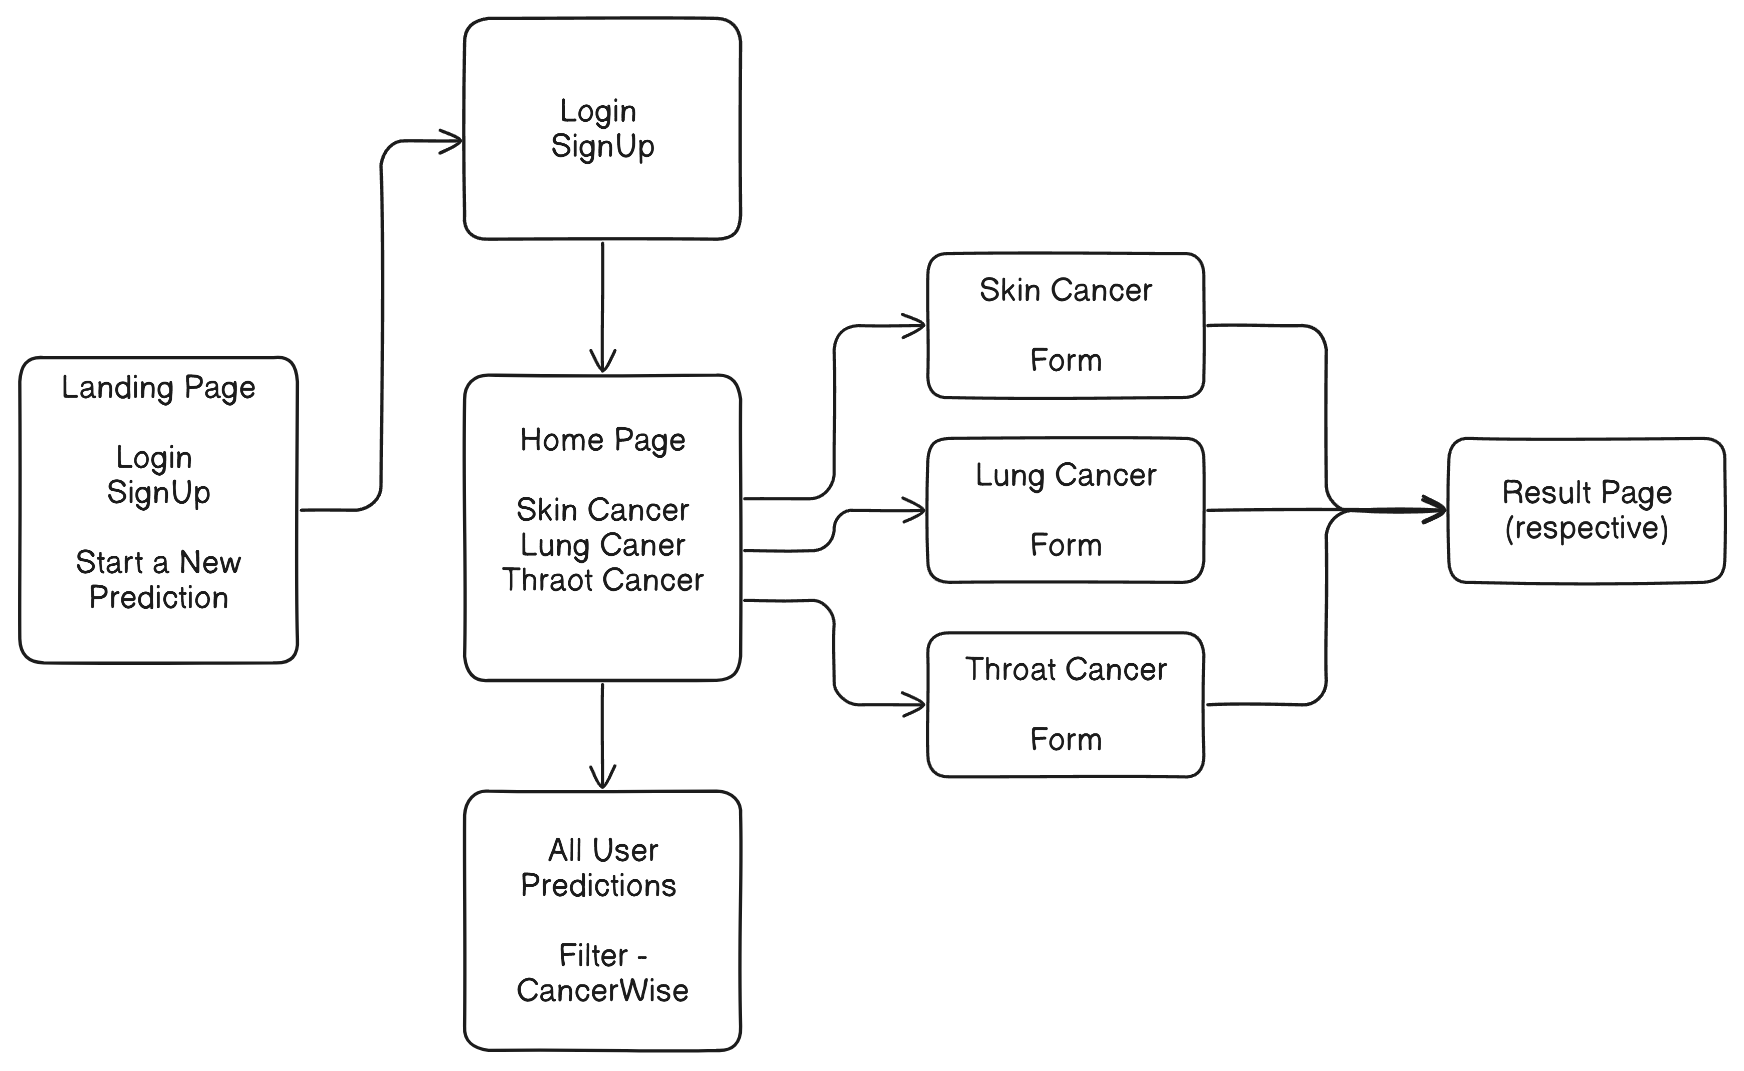 Login
SignUp
Landing Page
Login
SignUp
Start a New
Prediction
Home Page
Skin Cancer
Lung Caner
Thraot Cancer
Skin Cancer
Form
Lung Cancer
Form
Throat Cancer
Form
Result Page
(respective)
All User
Predictions
Filter -
CancerWise